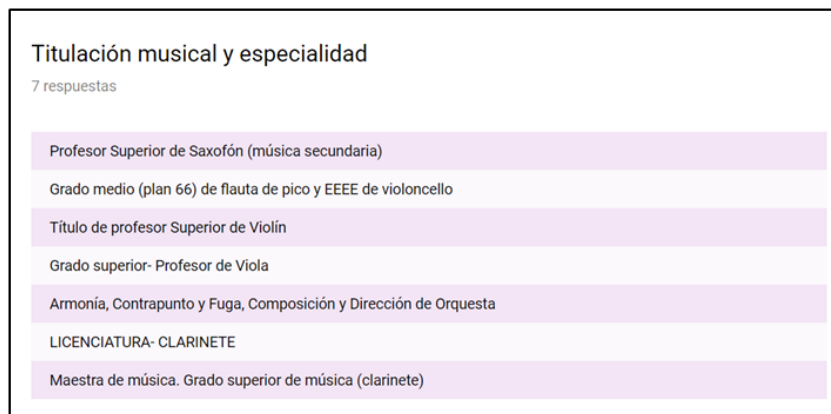 Titulación musical y especialidad
7 respuestas
Profesor Superior de Saxofón (música secundaria)
Grado medio (plan 66) de flauta de pico y EEEE de violoncello
Título de profesor Superior de Violín
Grado superior- Profesor de Viola
Armonía, Contrapunto y Fuga, Composición y Dirección de Orquesta
LICENCIATURA- CLARINETE
Maestra de música. Grado superior de música (clarinete)